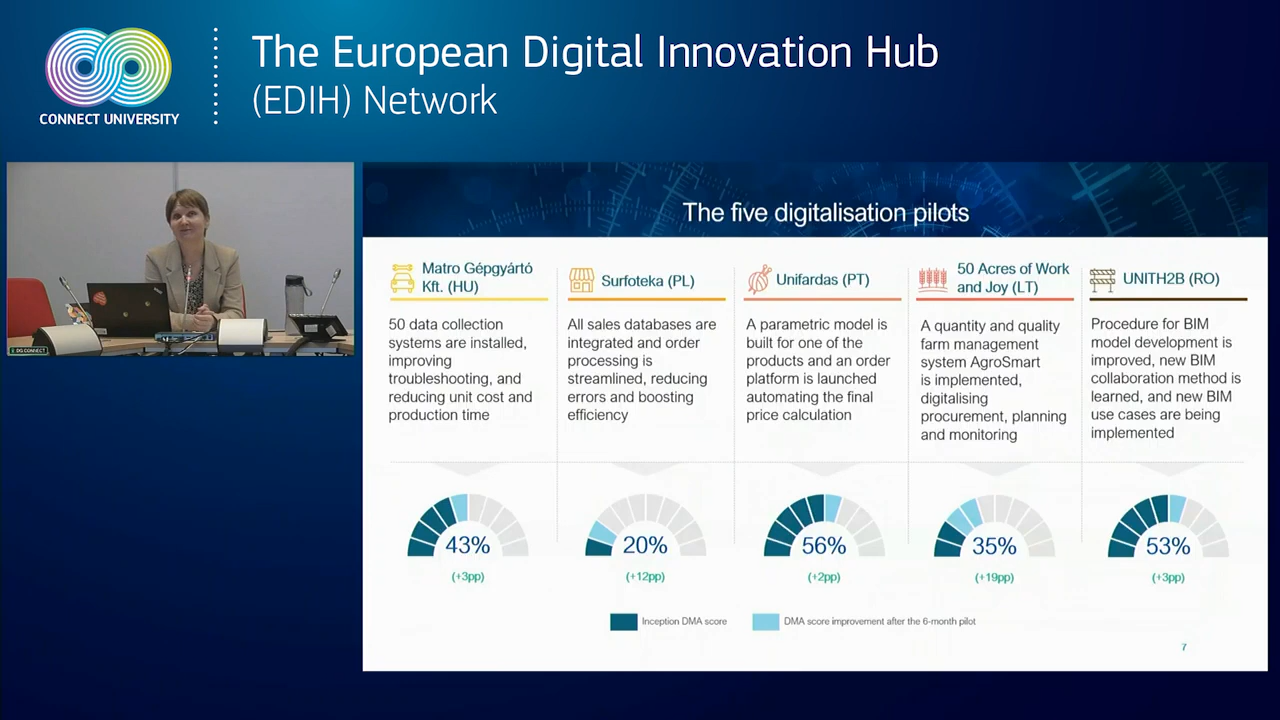 CONNECT UNIVERSITY
The European Digital Innovation Hub
(EDIH) Network
DG CONNECT
The five digitalisation pilots
Matro Gépgyártó
Kft. (HU)
50 data collection
systems are installed,
improving
troubleshooting, and
reducing unit cost and
production time
43%
(+3pp)
Surfoteka (PL)
All sales databases are
integrated and order
processing is
streamlined, reducing
errors and boosting
efficiency
20%
(+12pp)
Unifardas (PT)
A parametric model is
built for one of the
products and an order
platform is launched
automating the final
price calculation
56%
(+2pp)
50 Acres of Work
and Joy (LT)
A quantity and quality
farm management
system AgroSmart
is implemented,
digitalising
procurement, planning
and monitoring
35%
(+19pp)
UNITH2B (RO)
Procedure for BIM
model development is
improved, new BIM
collaboration method is
learned, and new BIM
use cases are being
implemented
53%
(+3pp)
Inception DMA score
DMA score improvement after the 6-month pilot
7